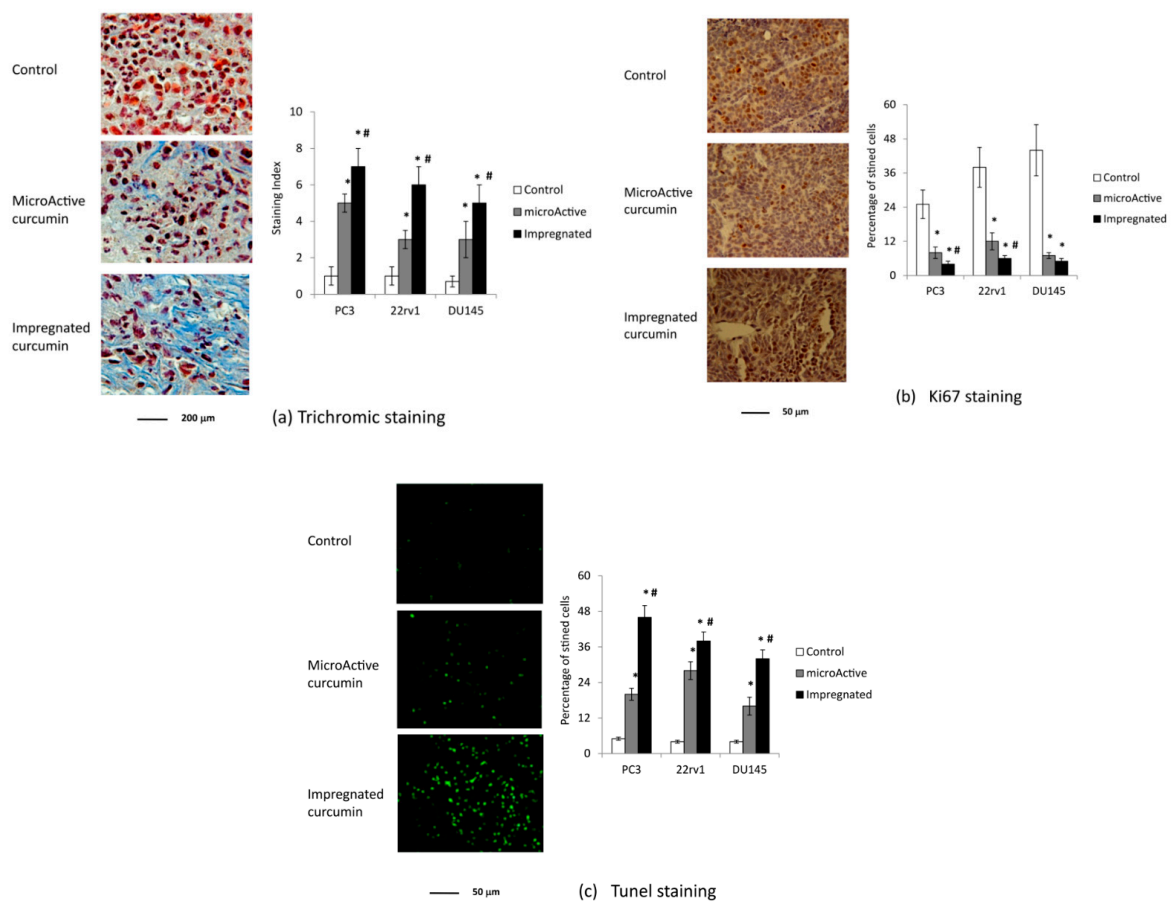 Control
MicroActive
curcumin
Impregnated
curcumin
200 μm
10
8
6
4
2
0
Staining Index
* #
*
* #
*
* #
*
PC3 22rv1 DU145
Control
microActive
Impregnated
(a) Trichromic staining
Control
MicroActive
curcumin
Impregnated
curcumin
50 μm
60
48
36
24
12
0
Percentage of stined cells
*
* #
*
* #
* *
PC3 22rv1 DU145
Control
microActive
Impregnated
(b) Ki67 staining
Control
MicroActive
curcumin
Impregnated
curcumin
50 μm
60
48
36
24
12
0
Percentage of stined cells
* #
*
* #
*
* #
*
PC3 22rv1 DU145
Control
microActive
Impregnated
(c) Tunel staining